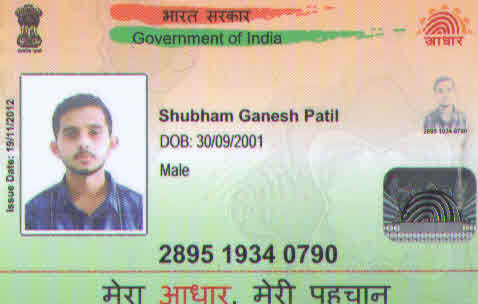 भारत सरकार
Government of India
आधार
Issue Date: 19/11/2012
Shubham Ganesh Patil
DOB: 30/09/2001
Male
2895 1934 0790
2895 1934 0790
मेरा आधार, मेरी पहचान